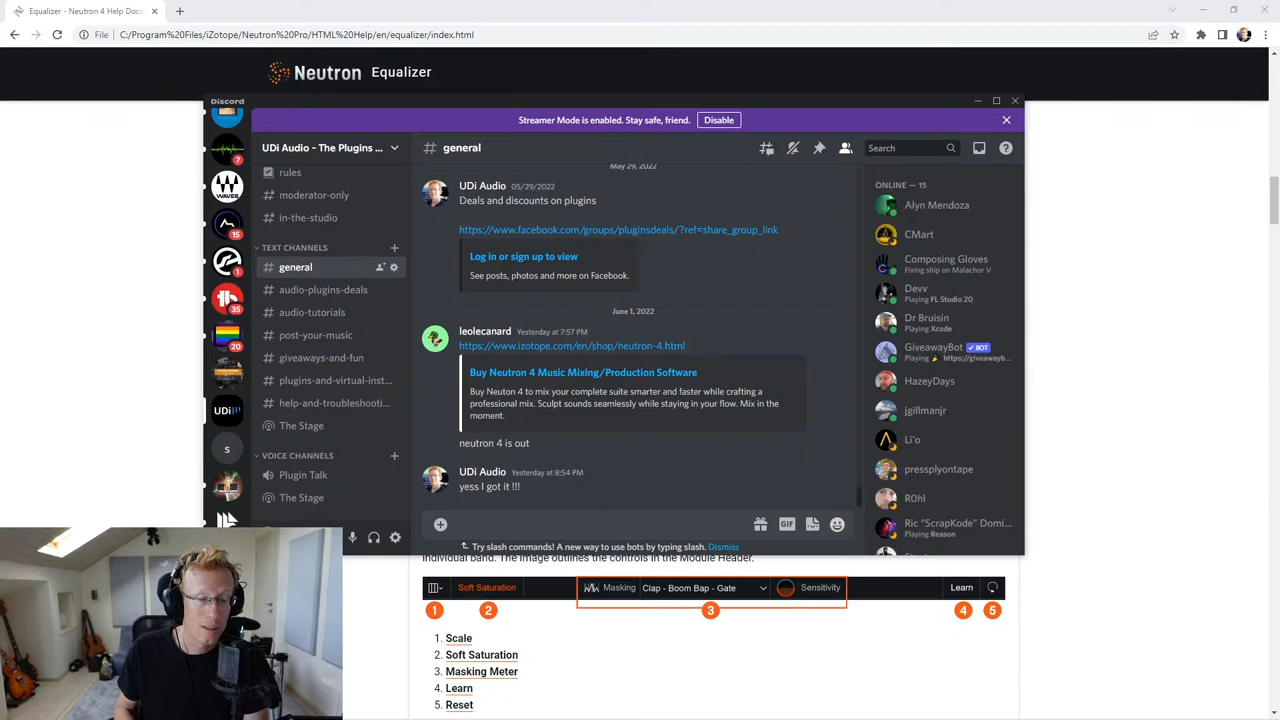 Equalizer - Neutron 4 Help Docu
File C:/Program%20Files/iZotope/Neutron%20Pro/HTML%20Help/en/equalizer/index.html
Neutron Equalizer
Discord
Streamer Mode is enabled. Stay safe, friend. Disable
UDi Audio - The Plugins ...
# general
Search
rules
moderator-only
in-the-studio
TEXT CHANNELS
general
audio-plugins-deals
audio-tutorials
post-your-music
giveaways-and-fun
plugins-and-virtual-inst...
help-and-troubleshooti...
The Stage
VOICE CHANNELS
Plugin Talk
The Stage
7
WAVES
15
1
35
20
UDi
S
May 29, 2022
UDi Audio 05/29/2022
Deals and discounts on plugins
https://www.facebook.com/groups/pluginsdeals/?ref=share_group_link
Log in or sign up to view
See posts, photos and more on Facebook.
June 1, 2022
leolecanard Yesterday at 7:57 PM
https://www.izotope.com/en/shop/neutron-4.html
Buy Neutron 4 Music Mixing/Production Software
Buy Neuton 4 to mix your complete suite smarter and faster while crafting a
professional mix. Sculpt sounds seamlessly while staying in your flow. Mix in the
moment.
neutron 4 is out
UDi Audio Yesterday at 8:54 PM
yess I got it !!!
GIF
Try slash commands! A new way to use bots by typing slash. Dismiss
ONLINE — 15
Alyn Mendoza
CMart
Composing Gloves
Fixing ship on Malachor V
Devv
Playing FL Studio 20
Dr Bruisin
Playing Xcode
GiveawayBot ✓ BOT
Playing 🎉 https://giveawayb...
HazeyDays
jgillmanjr
Li'o
pressplyontape
R0hl
Ric "ScrapKode" Domi...
Playing Reason
individual band. The image outlines the controls in the Module Header.
Soft Saturation Masking Clap - Boom Bap - Gate Sensitivity Learn
1 2 3 4 5
1. Scale
2. Soft Saturation
3. Masking Meter
4. Learn
5. Reset